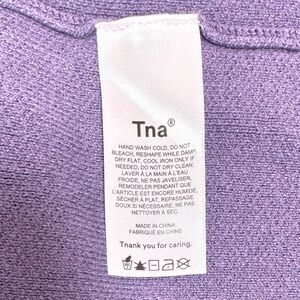 Tna®
HAND WASH COLD, DO NOT
BLEACH, RESHAPE WHILE DAMP,
DRY FLAT, COOL IRON ONLY IF
NEEDED, DO NOT DRY CLEAN.
LAVER À LA MAIN À L'EAU
FROIDE, NE PAS JAVELISER,
REMODELER PENDANT QUE
L'ARTICLE EST ENCORE HUMIDE,
SÉCHER À PLAT, REPASSAGE
DOUX SI NÉCESSAIRE, NE PAS
NETTOYER À SEC.
MADE IN CHINA
FABRIQUÉ EN CHINE
Tnank you for caring.